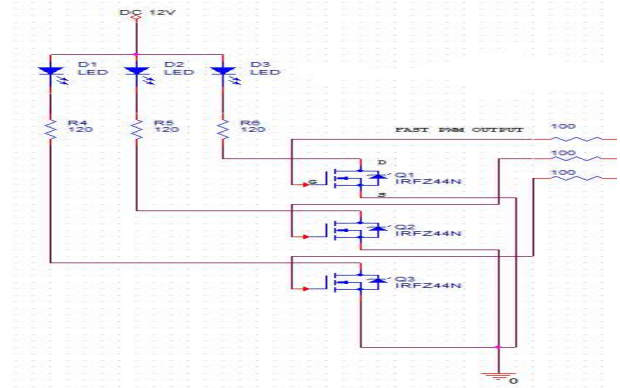 DC 12V
D1 D2 D3
LED LED LED
R4 R5 R6
120 120 120
FAST PWM OUTPUT 100
100
100
D
G Q1
IRFZ44N
S
Q2
IRFZ44N
Q3
IRFZ44N
0